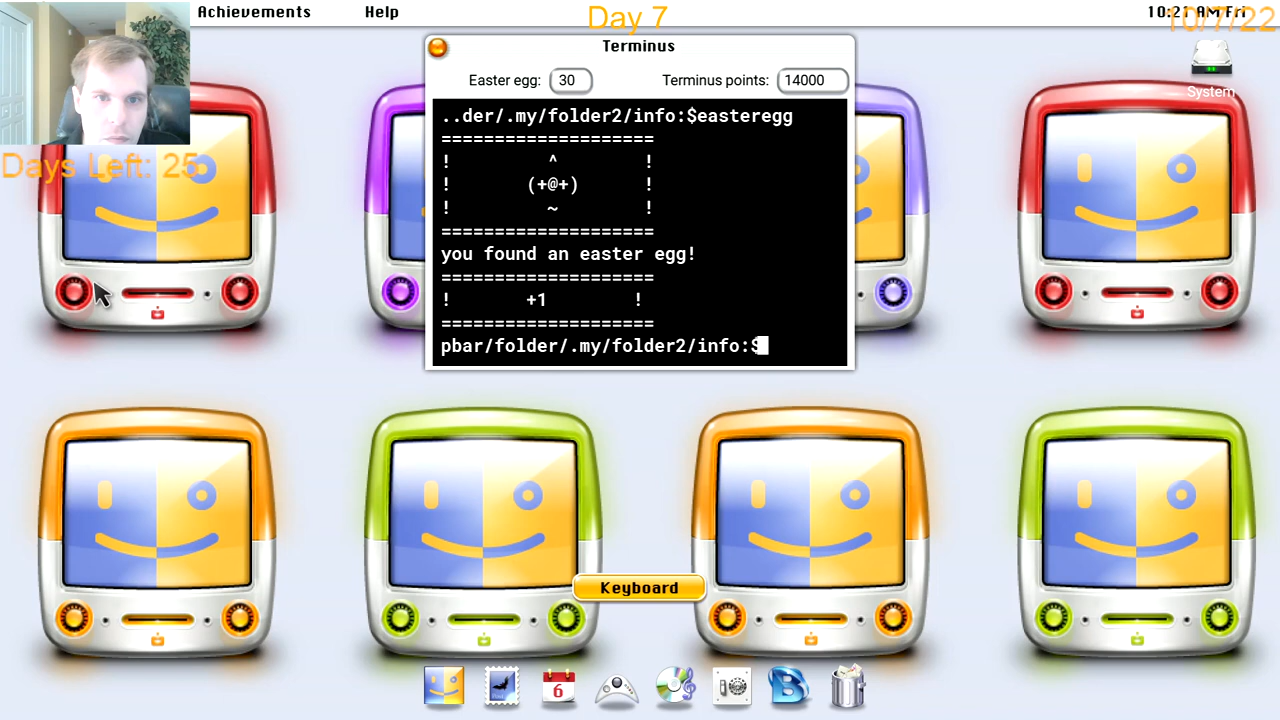 Achievements Help Day 7 10:21 AM Fri
10/7/22
Terminus
Easter egg: 30 Terminus points: 14000
System
Days Left: 25
..der/.my/folder2/info:$easteregg
====================
! ^ !
! (+@+) !
! ~ !
====================
you found an easter egg!
====================
! +1 !
====================
pbar/folder/.my/folder2/info:$
Keyboard
6
B